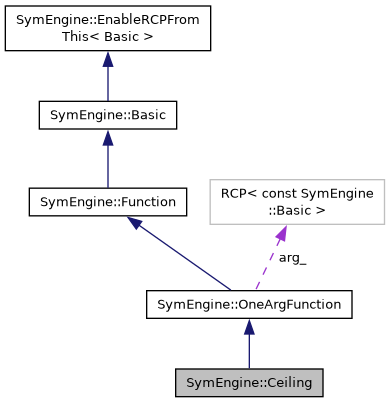 SymEngine::EnableRCPFrom
This< Basic >
SymEngine::Basic
SymEngine::Function
RCP< const SymEngine
::Basic >
arg_
SymEngine::OneArgFunction
SymEngine::Ceiling